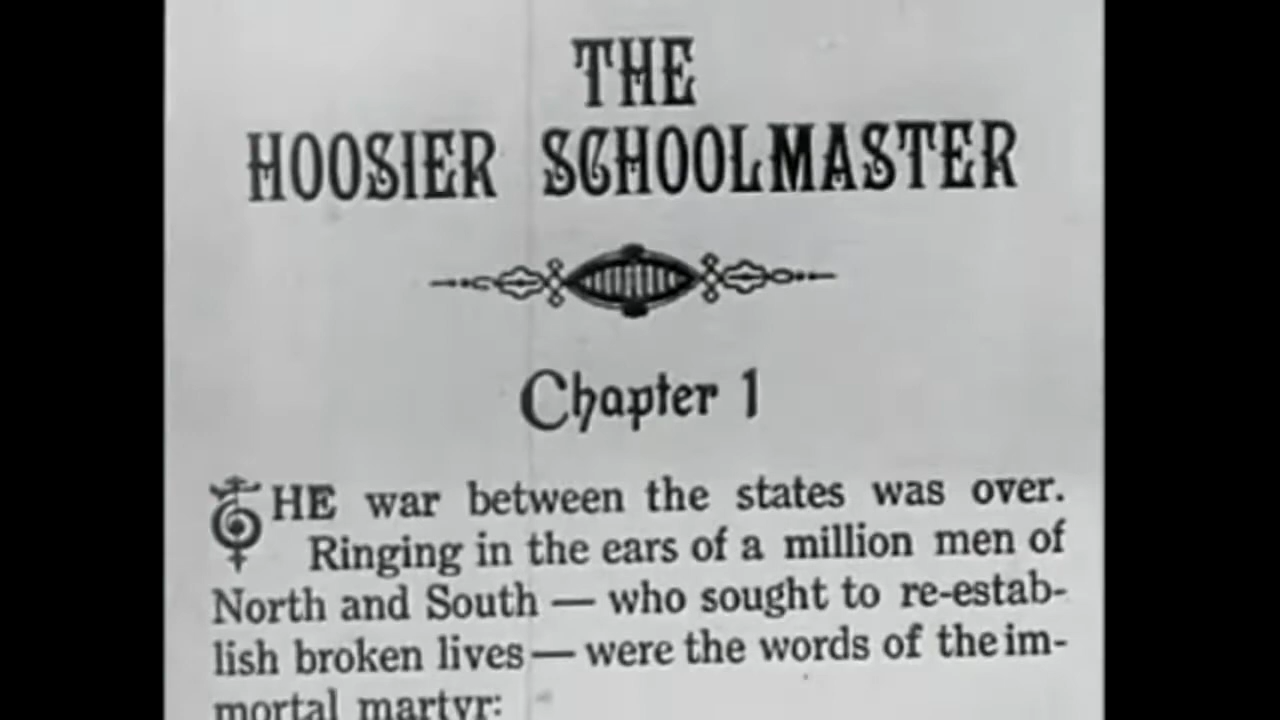 THE
HOOSIER SCHOOLMASTER
Chapter 1
THE war between the states was over.
Ringing in the ears of a million men of
North and South — who sought to re-estab-
lish broken lives — were the words of the im-
mortal martyr: